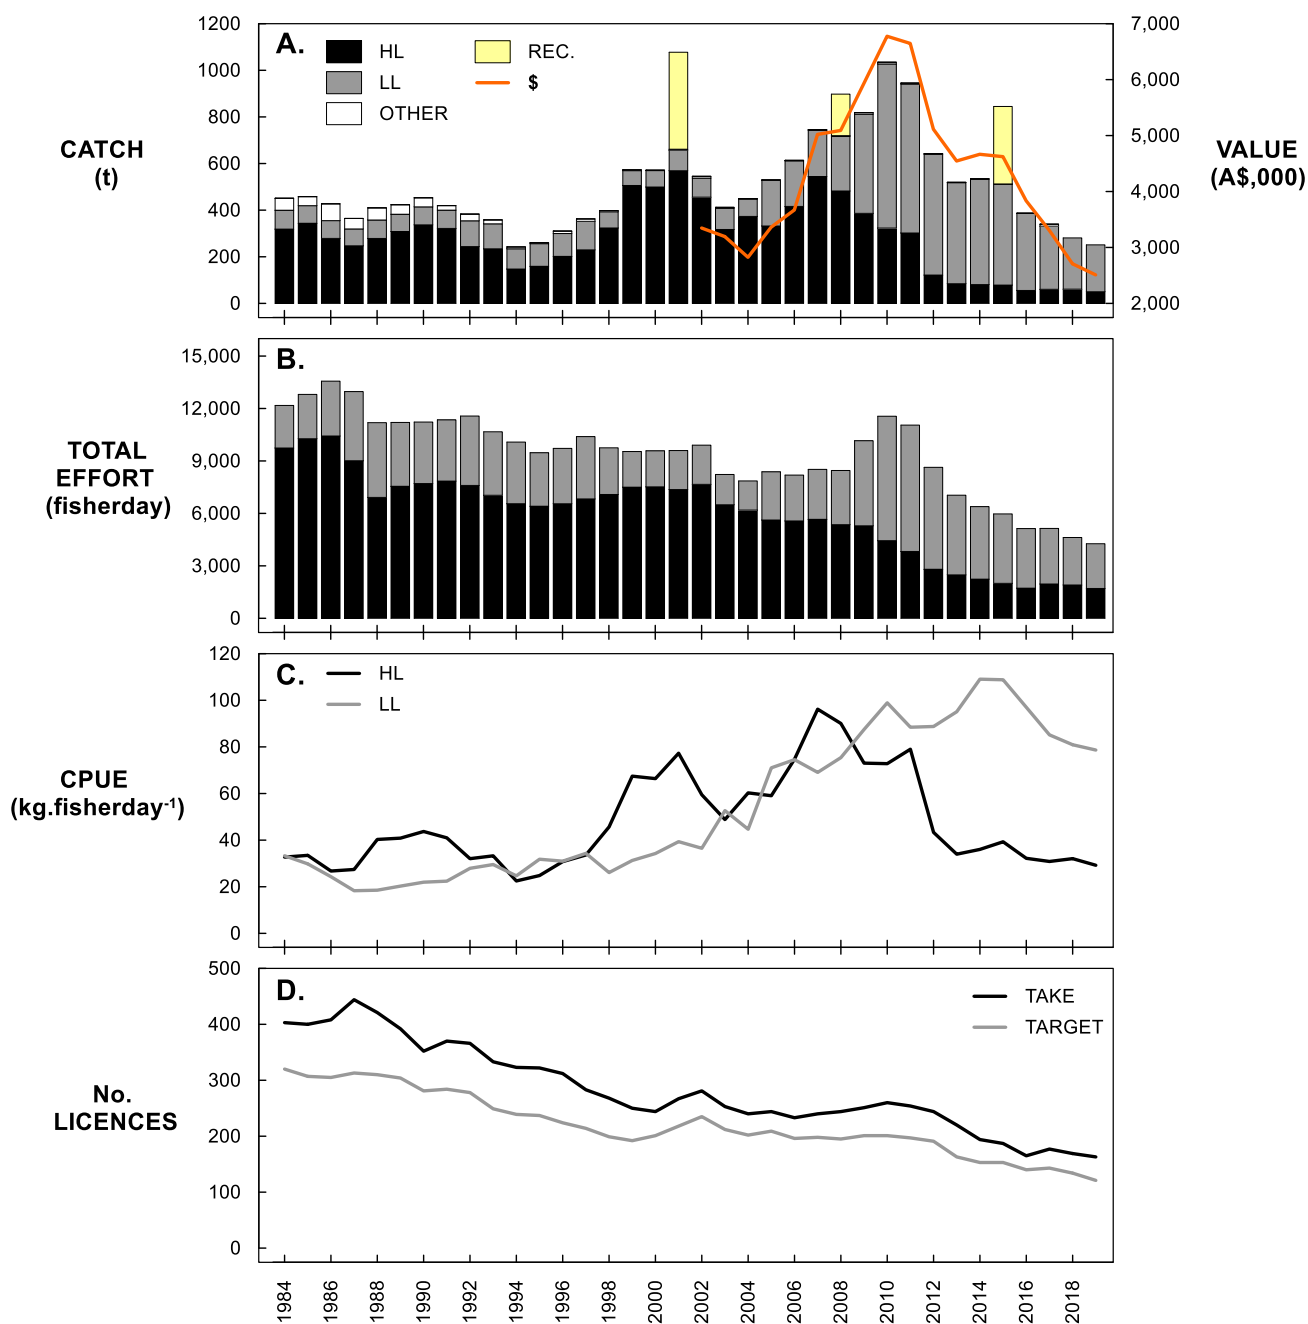 A.
HL
LL
OTHER
REC.
$
CATCH
(t)
1200
1000
800
600
400
200
0
7,000
6,000
5,000
4,000
3,000
2,000
VALUE
(A$,000)
B.
TOTAL
EFFORT
(fisherday)
15,000
12,000
9,000
6,000
3,000
0
C.
HL
LL
CPUE
(kg.fisherday-1)
120
100
80
60
40
20
0
D.
TAKE
TARGET
No.
LICENCES
500
400
300
200
100
0
1984
1986
1988
1990
1992
1994
1996
1998
2000
2002
2004
2006
2008
2010
2012
2014
2016
2018